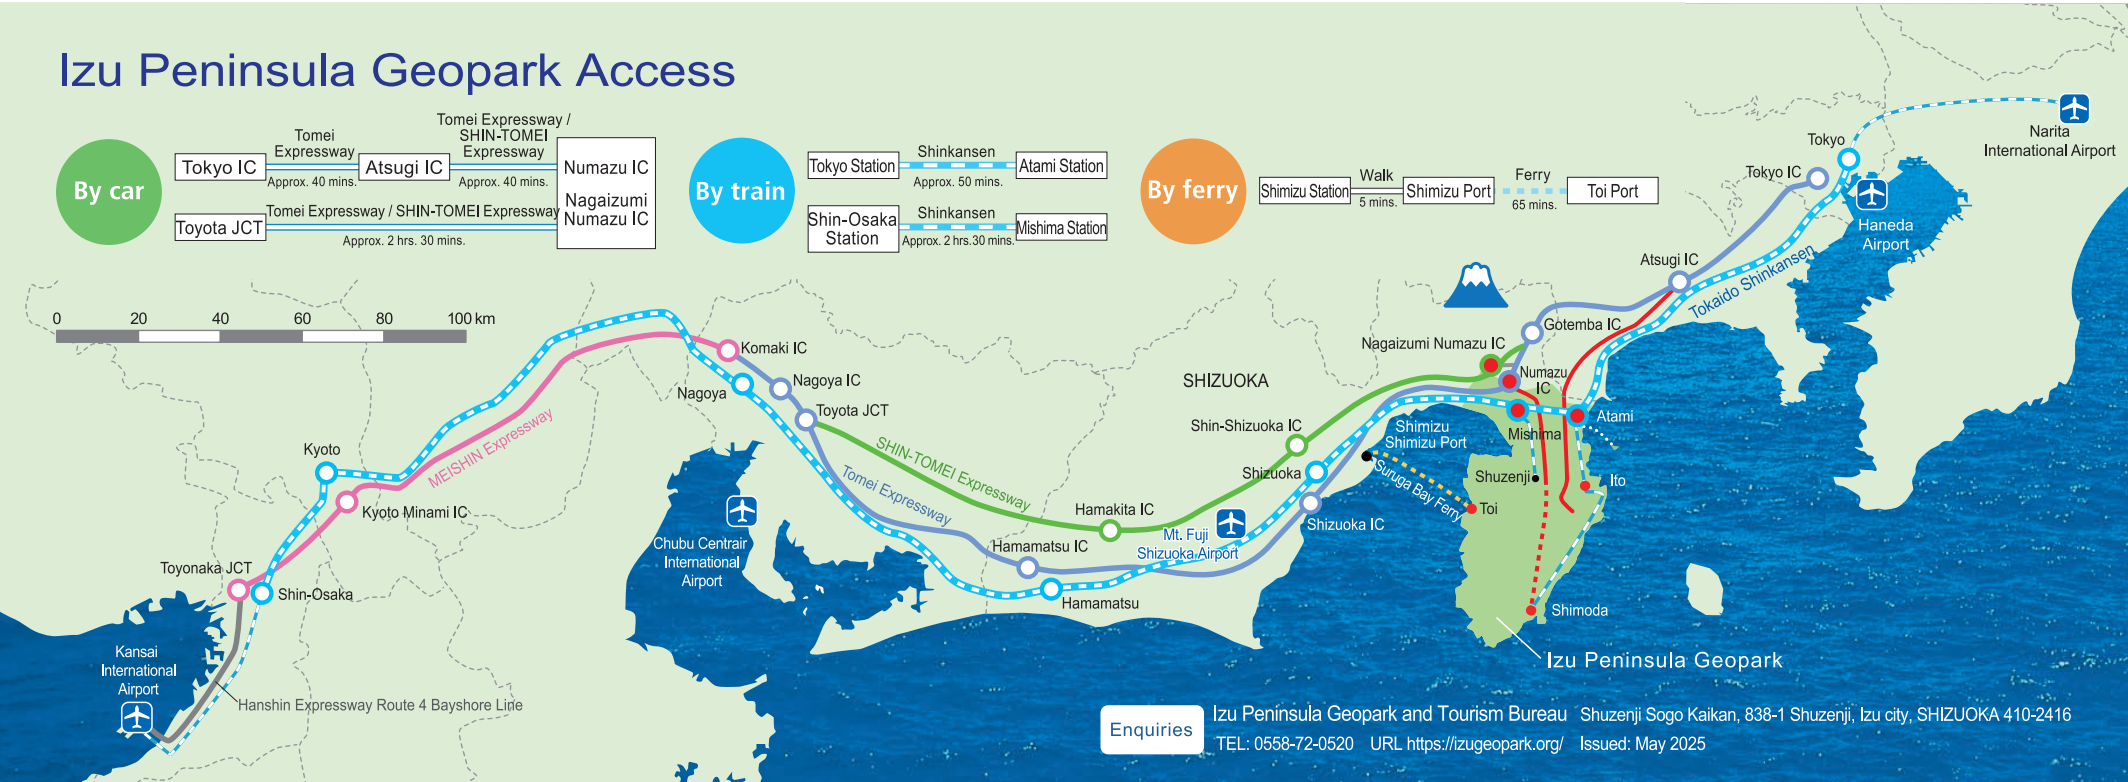 Izu Peninsula Geopark Access
By car
Tokyo IC
Tomei
Expressway
Approx. 40 mins.
Atsugi IC
Tomei Expressway /
SHIN-TOMEI
Expressway
Approx. 40 mins.
Numazu IC
Nagaizumi
Numazu IC
Toyota JCT
Tomei Expressway / SHIN-TOMEI Expressway
Approx. 2 hrs. 30 mins.
By train
Tokyo Station
Shinkansen
Approx. 50 mins.
Atami Station
Shin-Osaka
Station
Shinkansen
Approx. 2 hrs.30 mins.
Mishima Station
By ferry
Shimizu Station
Walk
5 mins.
Shimizu Port
Ferry
65 mins.
Toi Port
0 20 40 60 80 100 km
Narita
International Airport
Tokyo
Tokyo IC
Haneda
Airport
Atsugi IC
Tokaido Shinkansen
Gotemba IC
Nagaizumi Numazu IC
Numazu
IC
Atami
Mishima
SHIZUOKA
Shin-Shizuoka IC
Shimizu
Shimizu Port
Shizuoka
Suruga Bay Ferry
Shuzenji
Ito
Toi
Shizuoka IC
Mt. Fuji
Shizuoka Airport
Hamakita IC
Hamamatsu IC
Hamamatsu
Shimoda
Izu Peninsula Geopark
Komaki IC
Nagoya IC
Nagoya
Toyota JCT
SHIN-TOMEI Expressway
Tomei Expressway
Chubu Centrair
International
Airport
MEISHIN Expressway
Kyoto
Kyoto Minami IC
Toyonaka JCT
Shin-Osaka
Kansai
International
Airport
Hanshin Expressway Route 4 Bayshore Line
Enquiries
Izu Peninsula Geopark and Tourism Bureau Shuzenji Sogo Kaikan, 838-1 Shuzenji, Izu city, SHIZUOKA 410-2416
TEL: 0558-72-0520 URL https://izugeopark.org/ Issued: May 2025